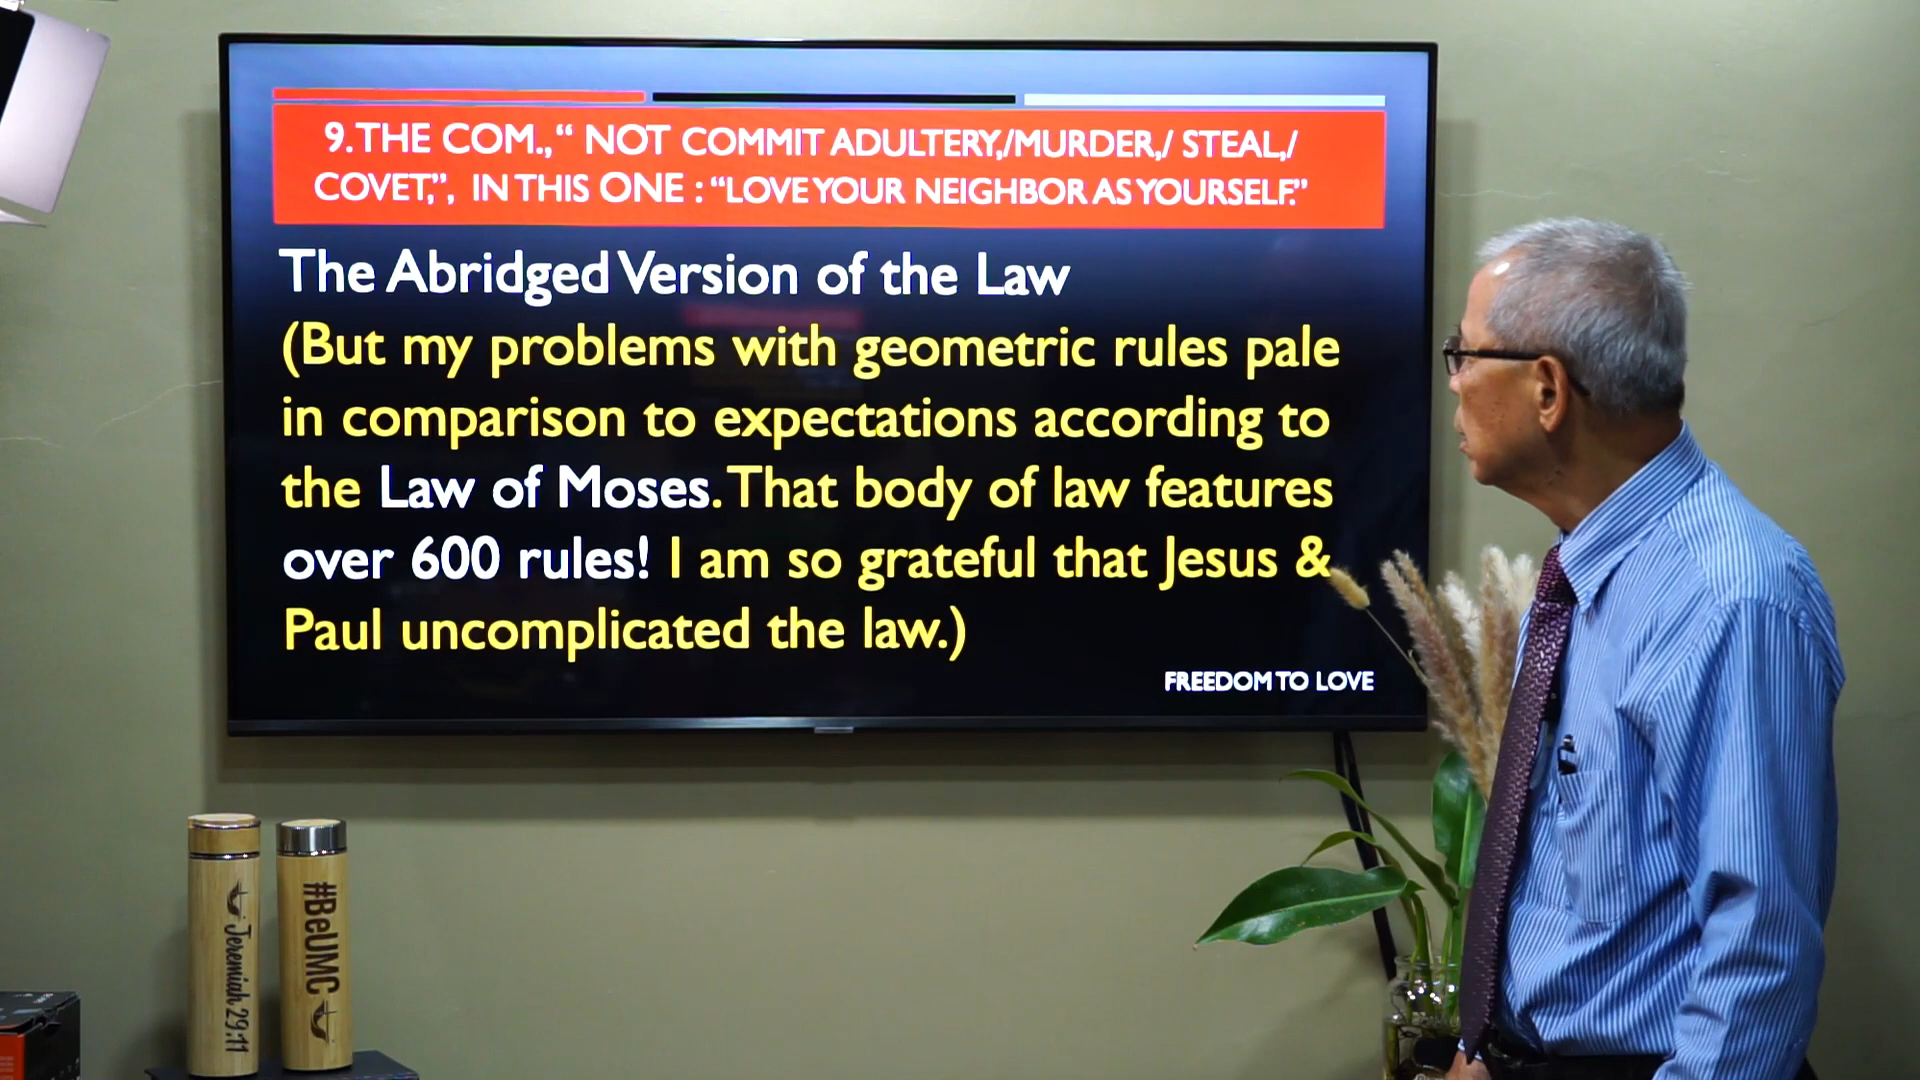 9. THE COM., “ NOT COMMIT ADULTERY,/MURDER,/ STEAL,/
COVET,”, IN THIS ONE : “LOVE YOUR NEIGHBOR AS YOURSELF.”
The Abridged Version of the Law
(But my problems with geometric rules pale
in comparison to expectations according to
the Law of Moses. That body of law features
over 600 rules! I am so grateful that Jesus &
Paul uncomplicated the law.)
FREEDOM TO LOVE
Jeremiah 29:11
#BeUMC